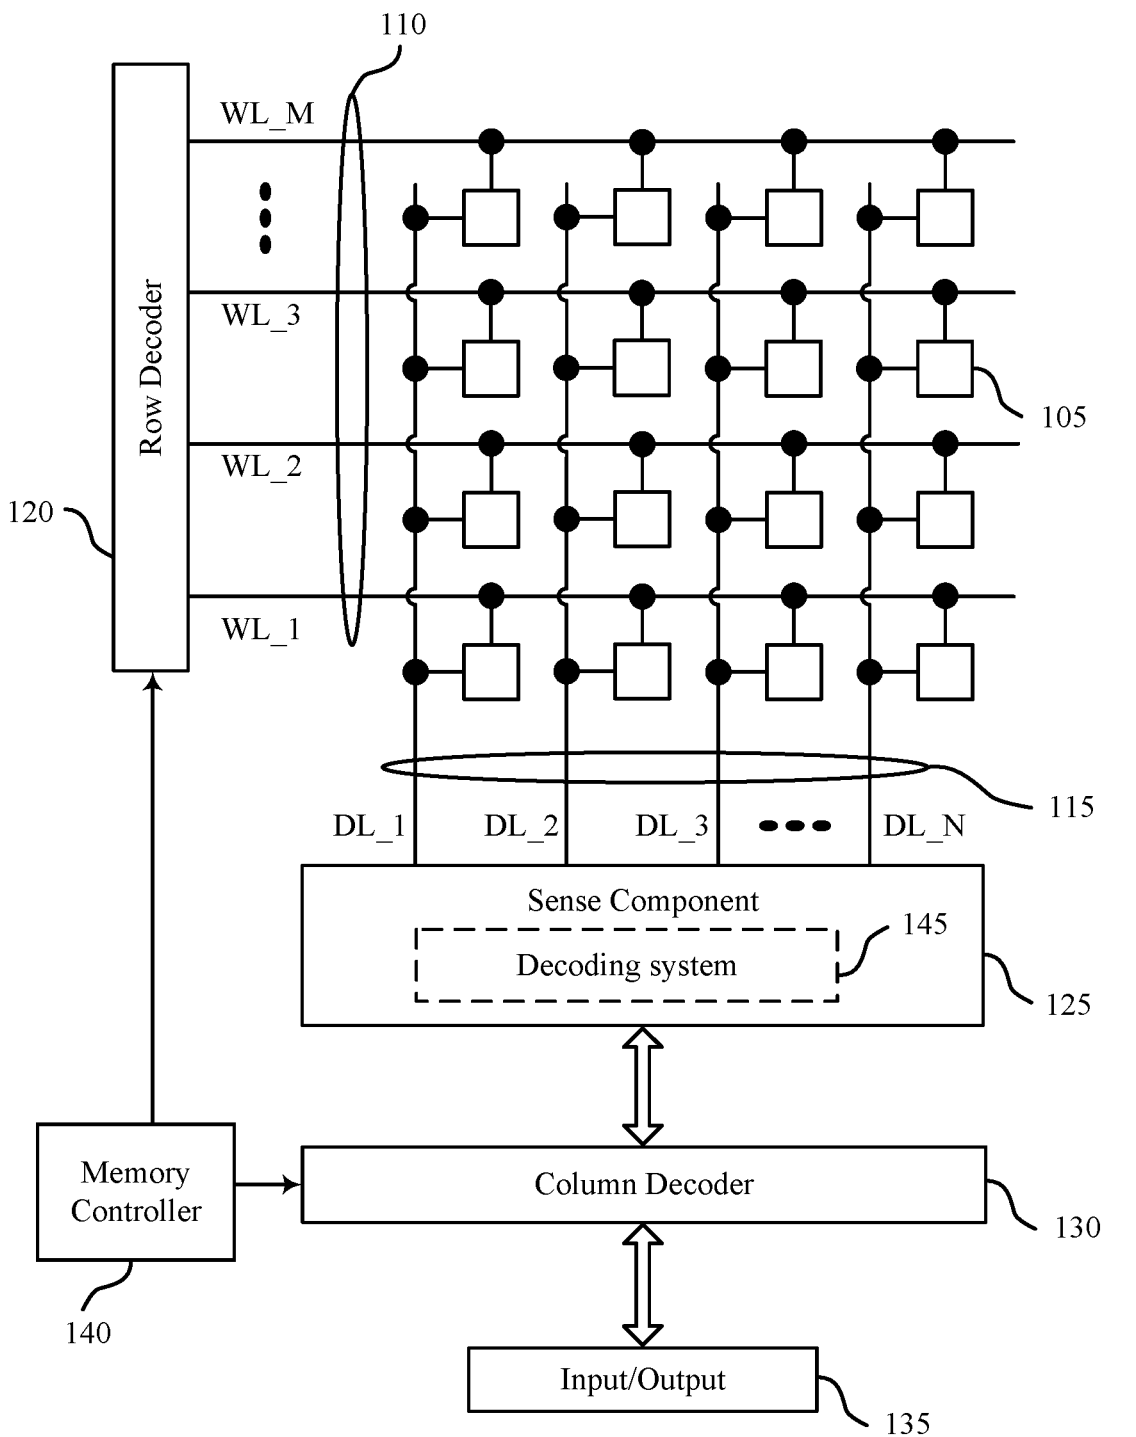 110
WL_M
WL_3
Row Decoder
105
WL_2
120
WL_1
115
DL_1
DL_2
DL_3
DL_N
Sense Component
145
Decoding system
125
Memory
Controller
Column Decoder
130
140
Input/Output
135